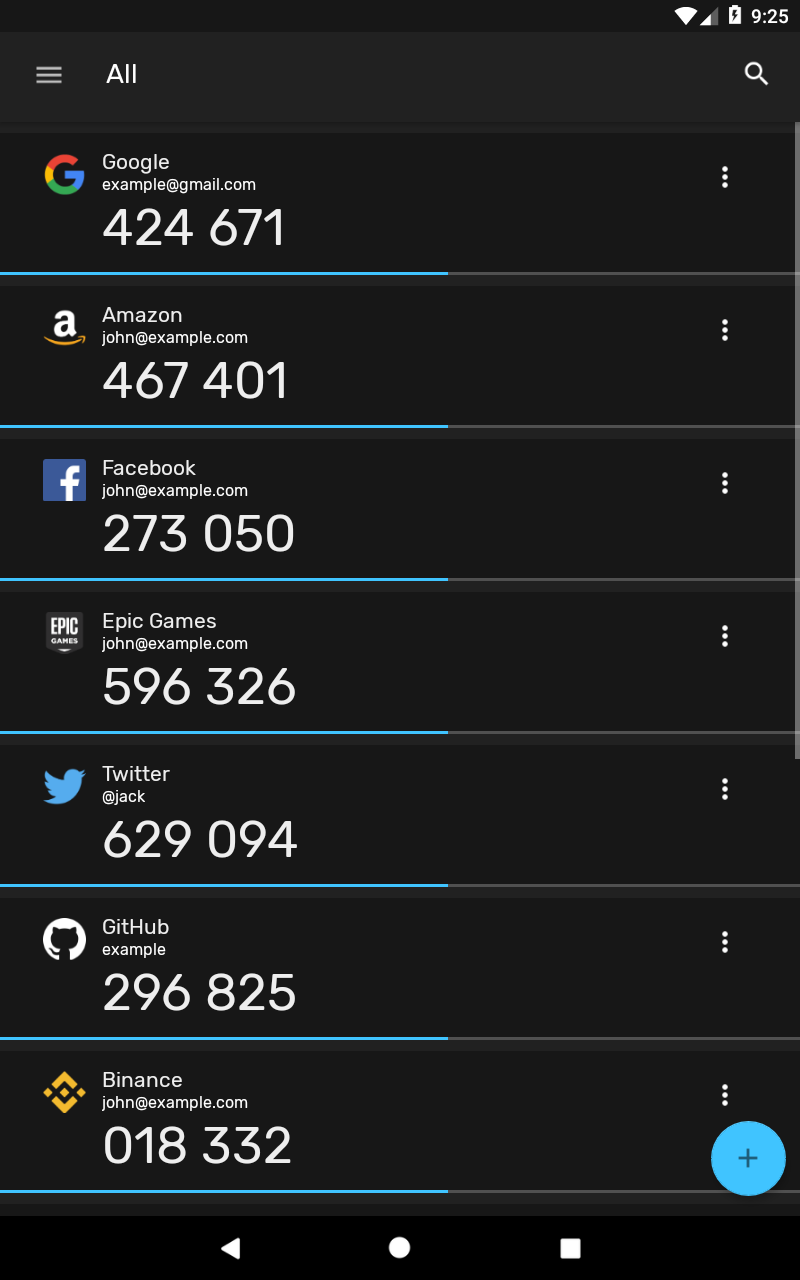 9:25
All
Google
example@gmail.com
424 671
a
Amazon
john@example.com
467 401
f
Facebook
john@example.com
273 050
EPIC
GAMES
Epic Games
john@example.com
596 326
Twitter
@jack
629 094
GitHub
example
296 825
Binance
john@example.com
018 332
+